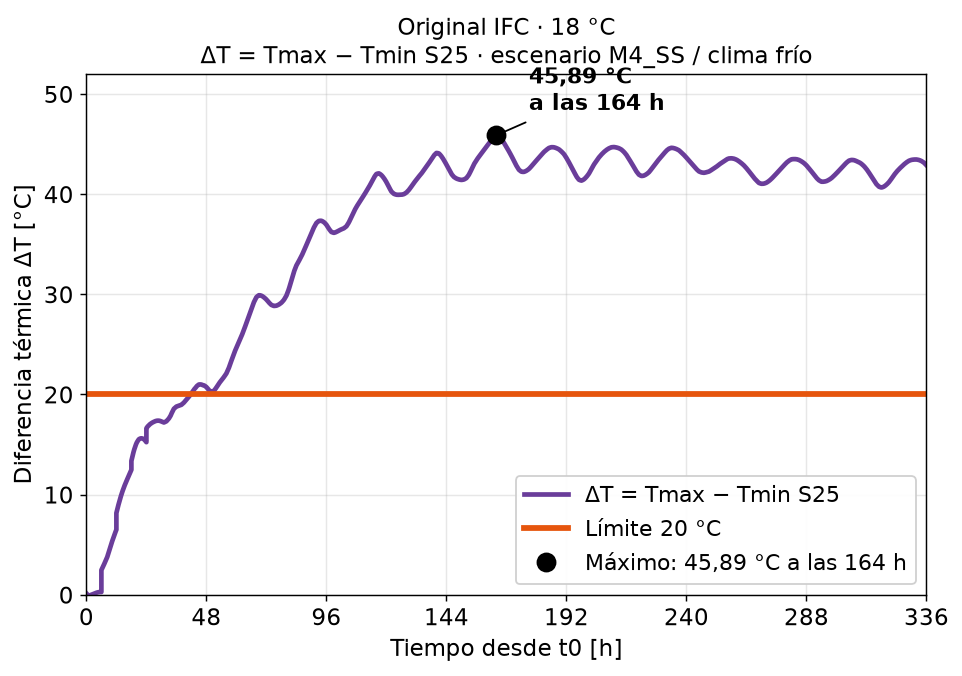 Original IFC · 18 °C
ΔT = Tmax − Tmin S25 · escenario M4_SS / clima frío
45,89 °C
a las 164 h
Diferencia térmica ΔT [°C]
50
40
30
20
10
0
ΔT = Tmax − Tmin S25
Límite 20 °C
Máximo: 45,89 °C a las 164 h
0 48 96 144 192 240 288 336
Tiempo desde t0 [h]